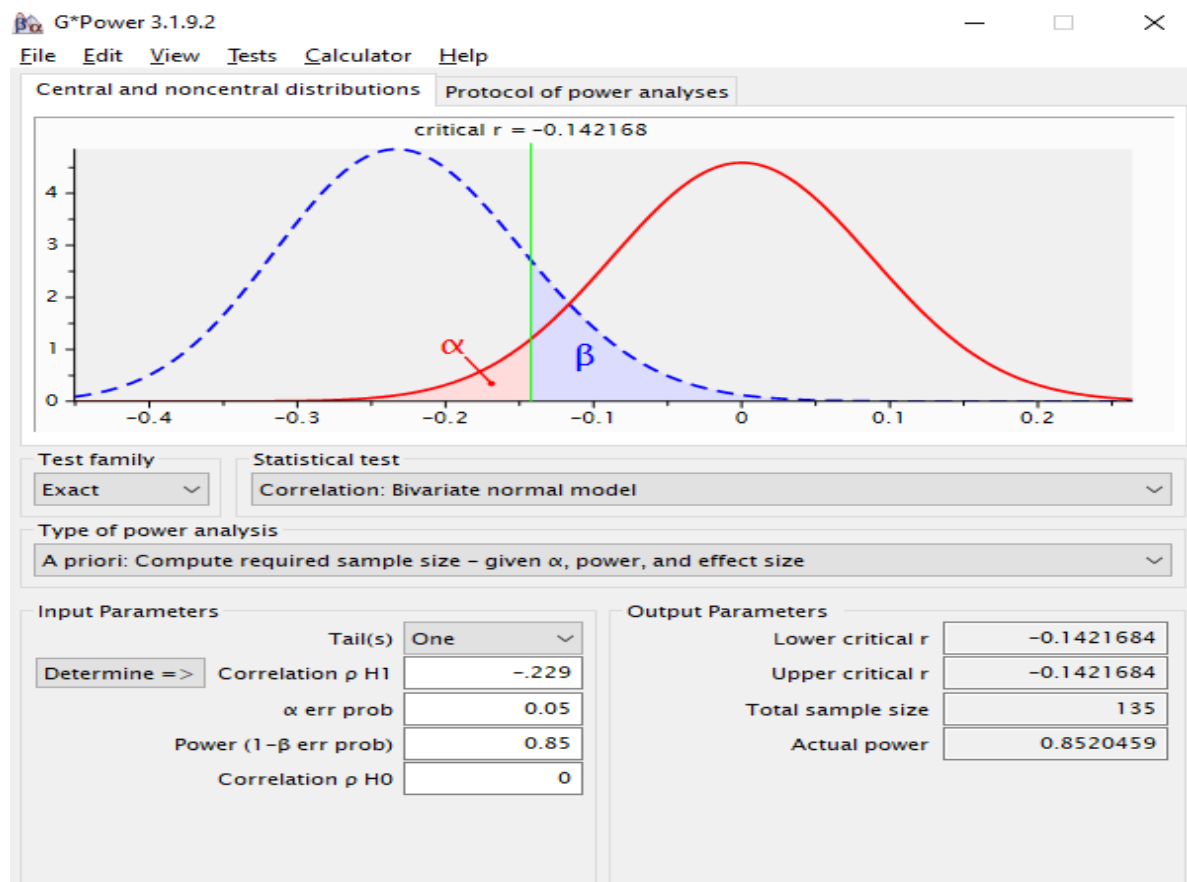 G*Power 3.1.9.2
File Edit View Tests Calculator Help
Central and noncentral distributions Protocol of power analyses
critical r = -0.142168
4
3
2
1
0
α
β
-0.4 -0.3 -0.2 -0.1 0 0.1 0.2
Test family Statistical test
Exact Correlation: Bivariate normal model
Type of power analysis
A priori: Compute required sample size - given α, power, and effect size
Input Parameters
Tail(s) One
Determine => Correlation ρ H1 -.229
α err prob 0.05
Power (1-β err prob) 0.85
Correlation ρ H0 0
Output Parameters
Lower critical r -0.1421684
Upper critical r -0.1421684
Total sample size 135
Actual power 0.8520459